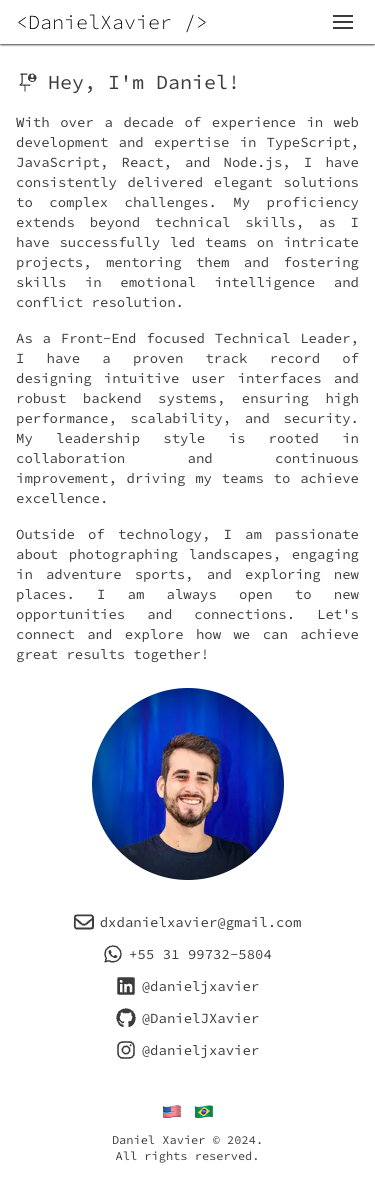 <DanielXavier />
Hey, I'm Daniel!
With over a decade of experience in web
development and expertise in TypeScript,
JavaScript, React, and Node.js, I have
consistently delivered elegant solutions
to complex challenges. My proficiency
extends beyond technical skills, as I
have successfully led teams on intricate
projects, mentoring them and fostering
skills in emotional intelligence and
conflict resolution.
As a Front-End focused Technical Leader,
I have a proven track record of
designing intuitive user interfaces and
robust backend systems, ensuring high
performance, scalability, and security.
My leadership style is rooted in
collaboration and continuous
improvement, driving my teams to achieve
excellence.
Outside of technology, I am passionate
about photographing landscapes, engaging
in adventure sports, and exploring new
places. I am always open to new
opportunities and connections. Let's
connect and explore how we can achieve
great results together!
dxdanielxavier@gmail.com
+55 31 99732-5804
@danieljxavier
@DanielJXavier
@danieljxavier
Daniel Xavier © 2024.
All rights reserved.